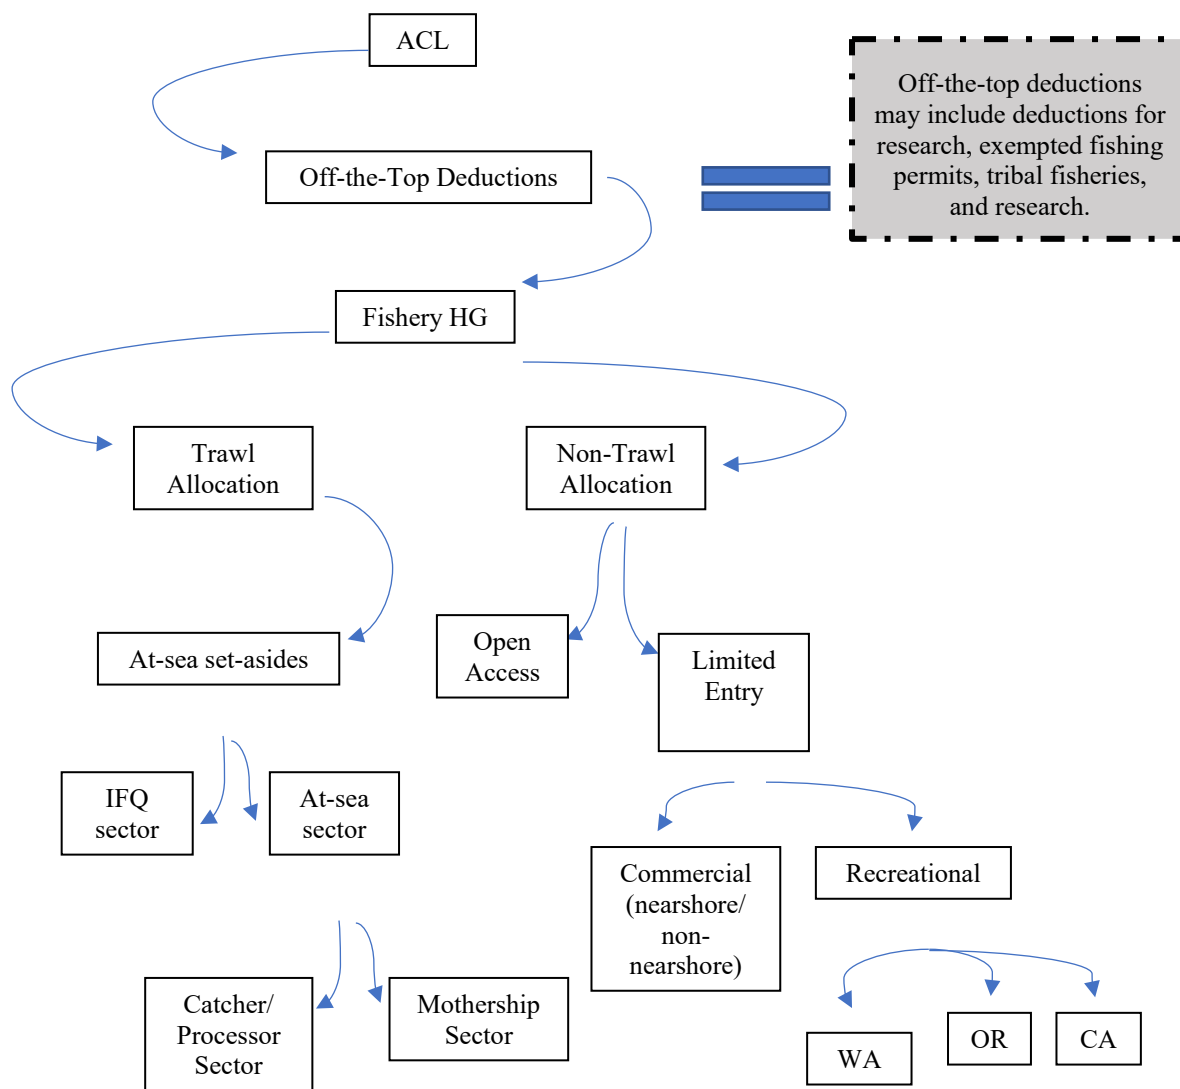 ACL
Off-the-top deductions
may include deductions for
research, exempted fishing
permits, tribal fisheries,
and research.
Off-the-Top Deductions
Fishery HG
Trawl
Allocation
Non-Trawl
Allocation
At-sea set-asides
Open
Access
Limited
Entry
IFQ
sector
At-sea
sector
Commercial
(nearshore/
non-
nearshore)
Recreational
Catcher/
Processor
Sector
Mothership
Sector
WA
OR
CA